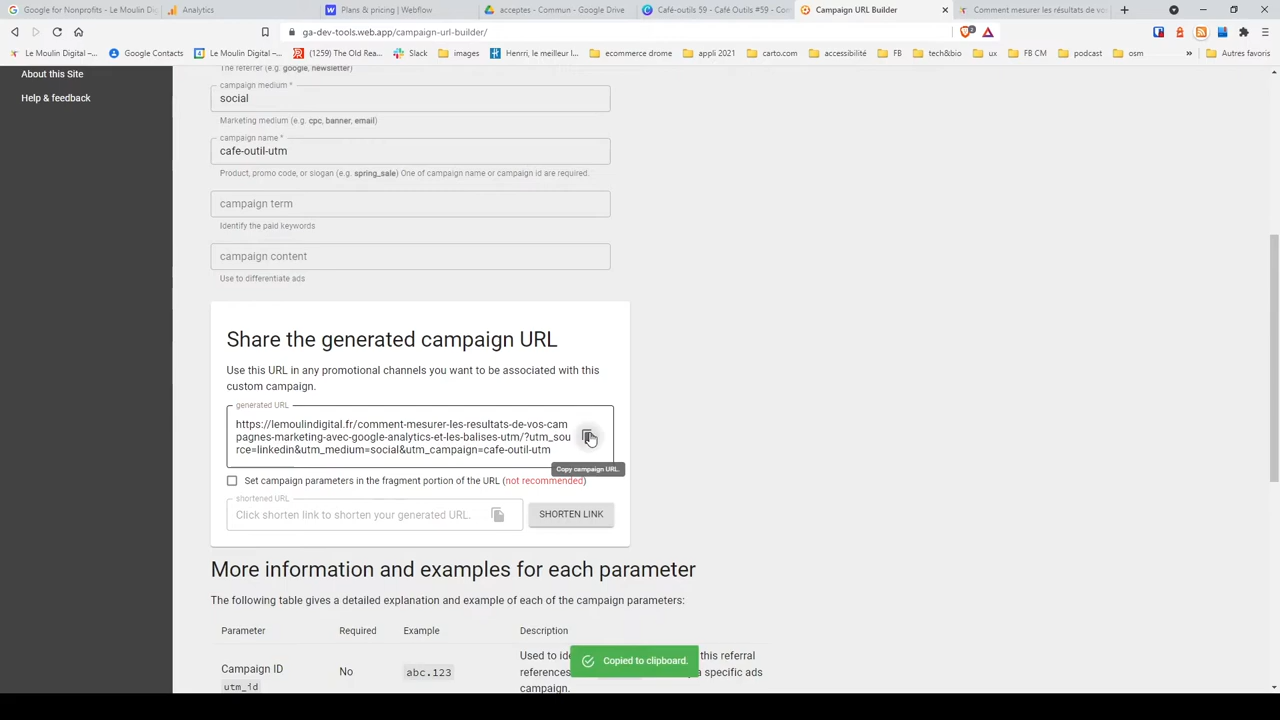 Google for Nonprofits - Le Moulin Di
Analytics
Plans & pricing | Webflow
acceptes - Commun - Google Drive
Café-outils 59 - Café Outils #59 - Con
Campaign URL Builder
Comment mesurer les résultats de vo
ga-dev-tools.web.app/campaign-url-builder/
Le Moulin Digital –...
Google Contacts
Le Moulin Digital –...
(1259) The Old Rea...
Slack
images
Henrri, le meilleur l...
ecommerce drome
appli 2021
carto.com
accessibilité
FB
tech&bio
ux
FB CM
podcast
osm
»
Autres favoris
About this Site
Help & feedback
The referrer (e.g. google, newsletter)
campaign medium *
social
Marketing medium (e.g. cpc, banner, email)
campaign name *
cafe-outil-utm
Product, promo code, or slogan (e.g. spring_sale) One of campaign name or campaign id are required.
campaign term
Identify the paid keywords
campaign content
Use to differentiate ads
Share the generated campaign URL
Use this URL in any promotional channels you want to be associated with this
custom campaign.
generated URL
https://lemoulindigital.fr/comment-mesurer-les-resultats-de-vos-cam
pagnes-marketing-avec-google-analytics-et-les-balises-utm/?utm_sou
rce=linkedin&utm_medium=social&utm_campaign=cafe-outil-utm
Copy campaign URL.
Set campaign parameters in the fragment portion of the URL (not recommended)
shortened URL
Click shorten link to shorten your generated URL.
SHORTEN LINK
More information and examples for each parameter
The following table gives a detailed explanation and example of each of the campaign parameters:
Parameter Required Example Description
Campaign ID
utm_id
No
abc.123
Used to ide
this referral
references
a specific ads
campaign.
Copied to clipboard.